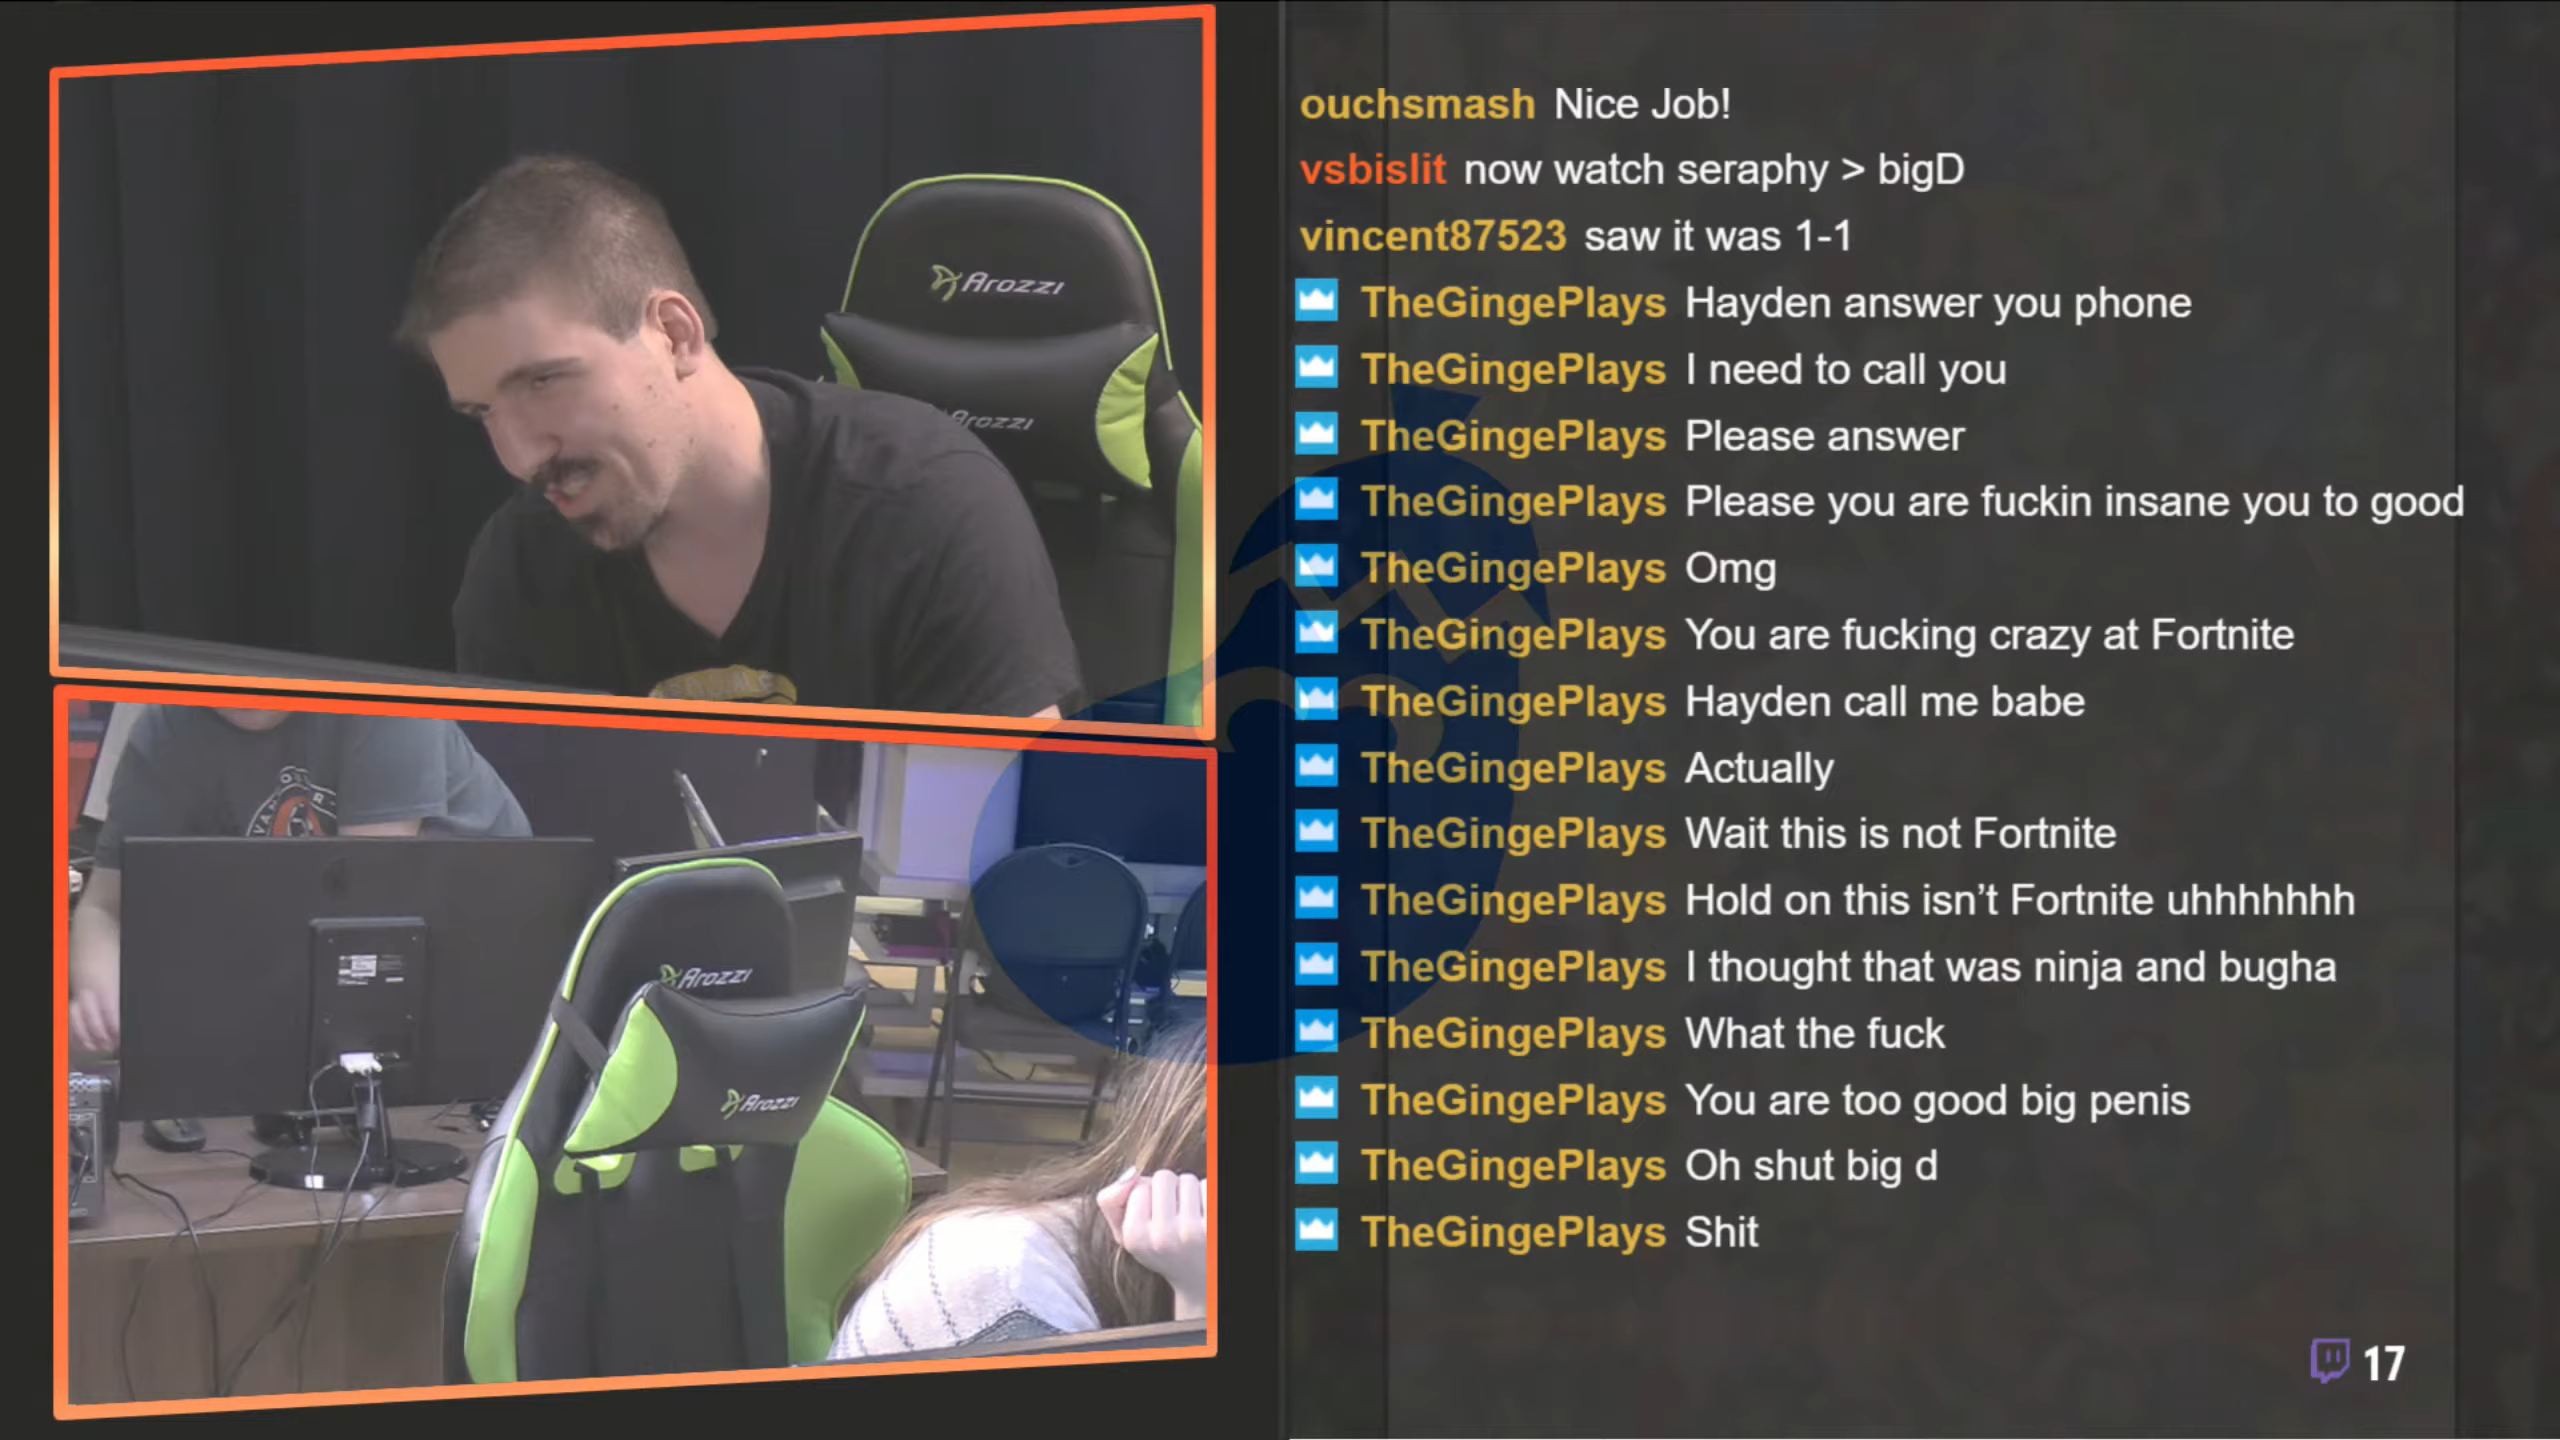 Arozzi
Arozzi
Arozzi
Arozzi
ouchsmash Nice Job!
vsbislit now watch seraphy > bigD
vincent87523 saw it was 1-1
TheGingePlays Hayden answer you phone
TheGingePlays I need to call you
TheGingePlays Please answer
TheGingePlays Please you are fuckin insane you to good
TheGingePlays Omg
TheGingePlays You are fucking crazy at Fortnite
TheGingePlays Hayden call me babe
TheGingePlays Actually
TheGingePlays Wait this is not Fortnite
TheGingePlays Hold on this isn’t Fortnite uhhhhhhh
TheGingePlays I thought that was ninja and bugha
TheGingePlays What the fuck
TheGingePlays You are too good big penis
TheGingePlays Oh shut big d
TheGingePlays Shit
17